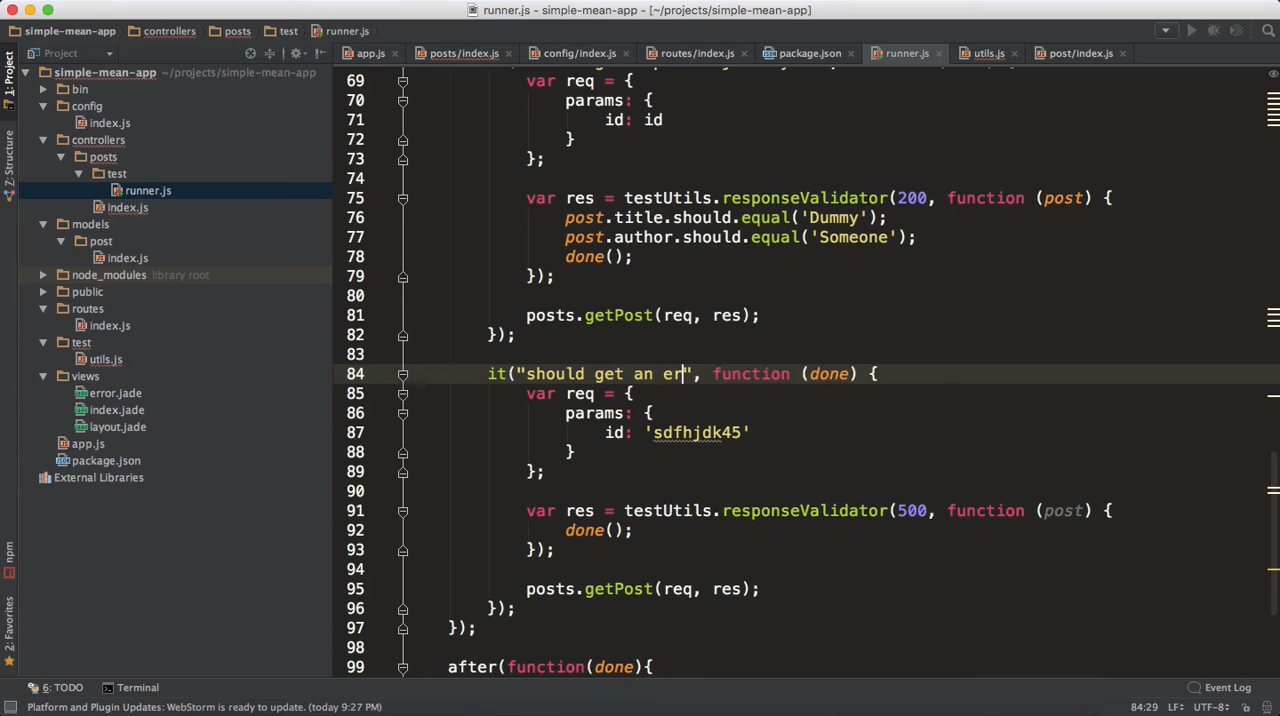 runner.js - simple-mean-app - [~/projects/simple-mean-app]
simple-mean-app controllers posts test runner.js
Project
app.js posts/index.js config/index.js routes/index.js package.json runner.js utils.js post/index.js
1: Project
Z: Structure
npm
2: Favorites
simple-mean-app ~/projects/simple-mean-app
bin
config
index.js
controllers
posts
test
runner.js
index.js
models
post
index.js
node_modules library root
public
routes
index.js
test
utils.js
views
error.jade
index.jade
layout.jade
app.js
package.json
External Libraries
69 var req = {
70 params: {
71 id: id
72 }
73 };
74
75 var res = testUtils.responseValidator(200, function (post) {
76 post.title.should.equal('Dummy');
77 post.author.should.equal('Someone');
78 done();
79 });
80
81 posts.getPost(req, res);
82 });
83
84 it("should get an er", function (done) {
85 var req = {
86 params: {
87 id: 'sdfhjdk45'
88 }
89 };
90
91 var res = testUtils.responseValidator(500, function (post) {
92 done();
93 });
94
95 posts.getPost(req, res);
96 });
97 });
98
99 after(function(done){
6: TODO Terminal Event Log
Platform and Plugin Updates: WebStorm is ready to update. (today 9:27 PM) 84:29 LF UTF-8